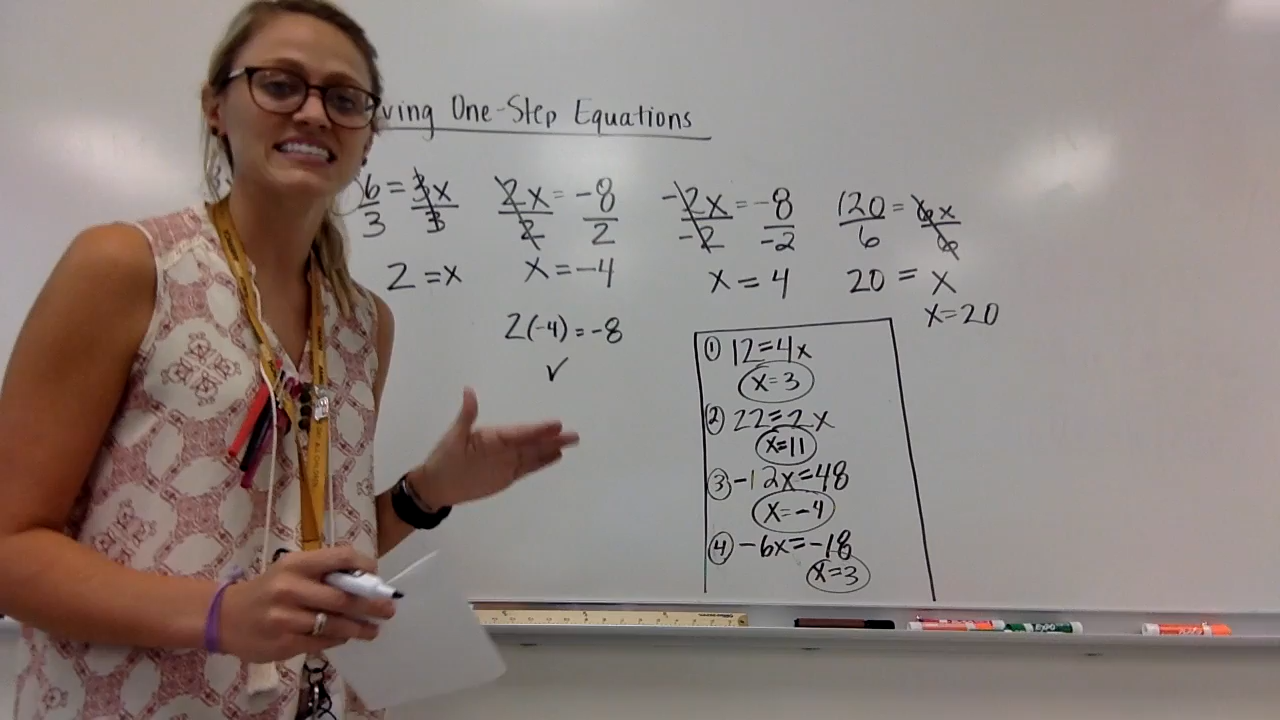 ving One-Step Equations
6/3 = 3x/3
2 = x
2x/2 = -8/2
x = -4
2(-4) = -8
✓
-2x/-2 = -8/-2
x = 4
120/6 = 6x/6
20 = x
x=20
① 12=4x
x=3
② 22=2x
x=11
③ -12x=48
x=-4
④ -6x=-18
x=3
EXPO